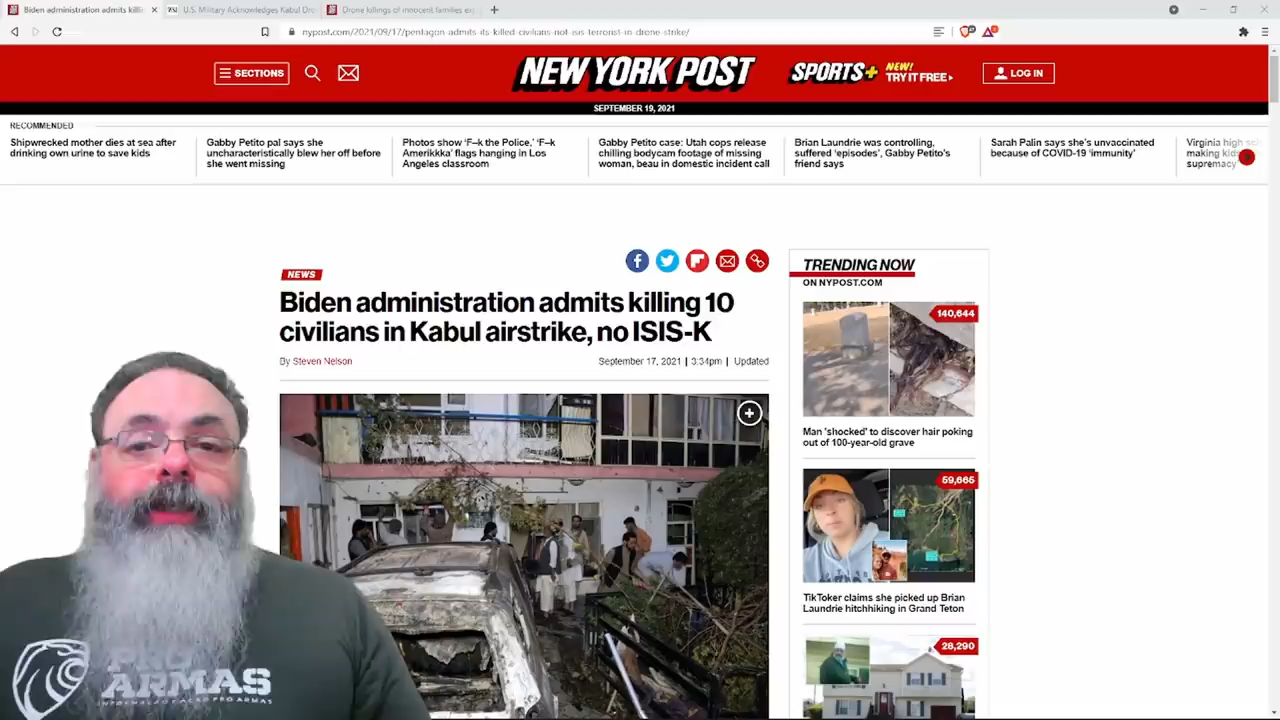 Biden administration admits killi
U.S. Military Acknowledges Kabul Dro
Drone killings of innocent families ex
nypost.com/2021/09/17/pentagon-admits-its-killed-civilians-not-isis-terrorist-in-drone-strike/
SECTIONS
NEW YORK POST
SPORTS+
NEW!
TRY IT FREE
LOG IN
SEPTEMBER 19, 2021
RECOMMENDED
Shipwrecked mother dies at sea after
drinking own urine to save kids
Gabby Petito pal says she
uncharacteristically blew her off before
she went missing
Photos show ‘F–k the Police,’ ‘F–k
Amerikkka’ flags hanging in Los
Angeles classroom
Gabby Petito case: Utah cops release
chilling bodycam footage of missing
woman, beau in domestic incident call
Brian Laundrie was controlling,
suffered ‘episodes’, Gabby Petito’s
friend says
Sarah Palin says she’s unvaccinated
because of COVID-19 ‘immunity’
Virginia high sc
making kids
supremacy
NEWS
Biden administration admits killing 10
civilians in Kabul airstrike, no ISIS-K
By Steven Nelson
September 17, 2021 | 3:34pm | Updated
TRENDING NOW
ON NYPOST.COM
140,644
Man ‘shocked’ to discover hair poking
out of 100-year-old grave
59,665
TikToker claims she picked up Brian
Laundrie hitchhiking in Grand Teton
28,290
PRO
ARMAS